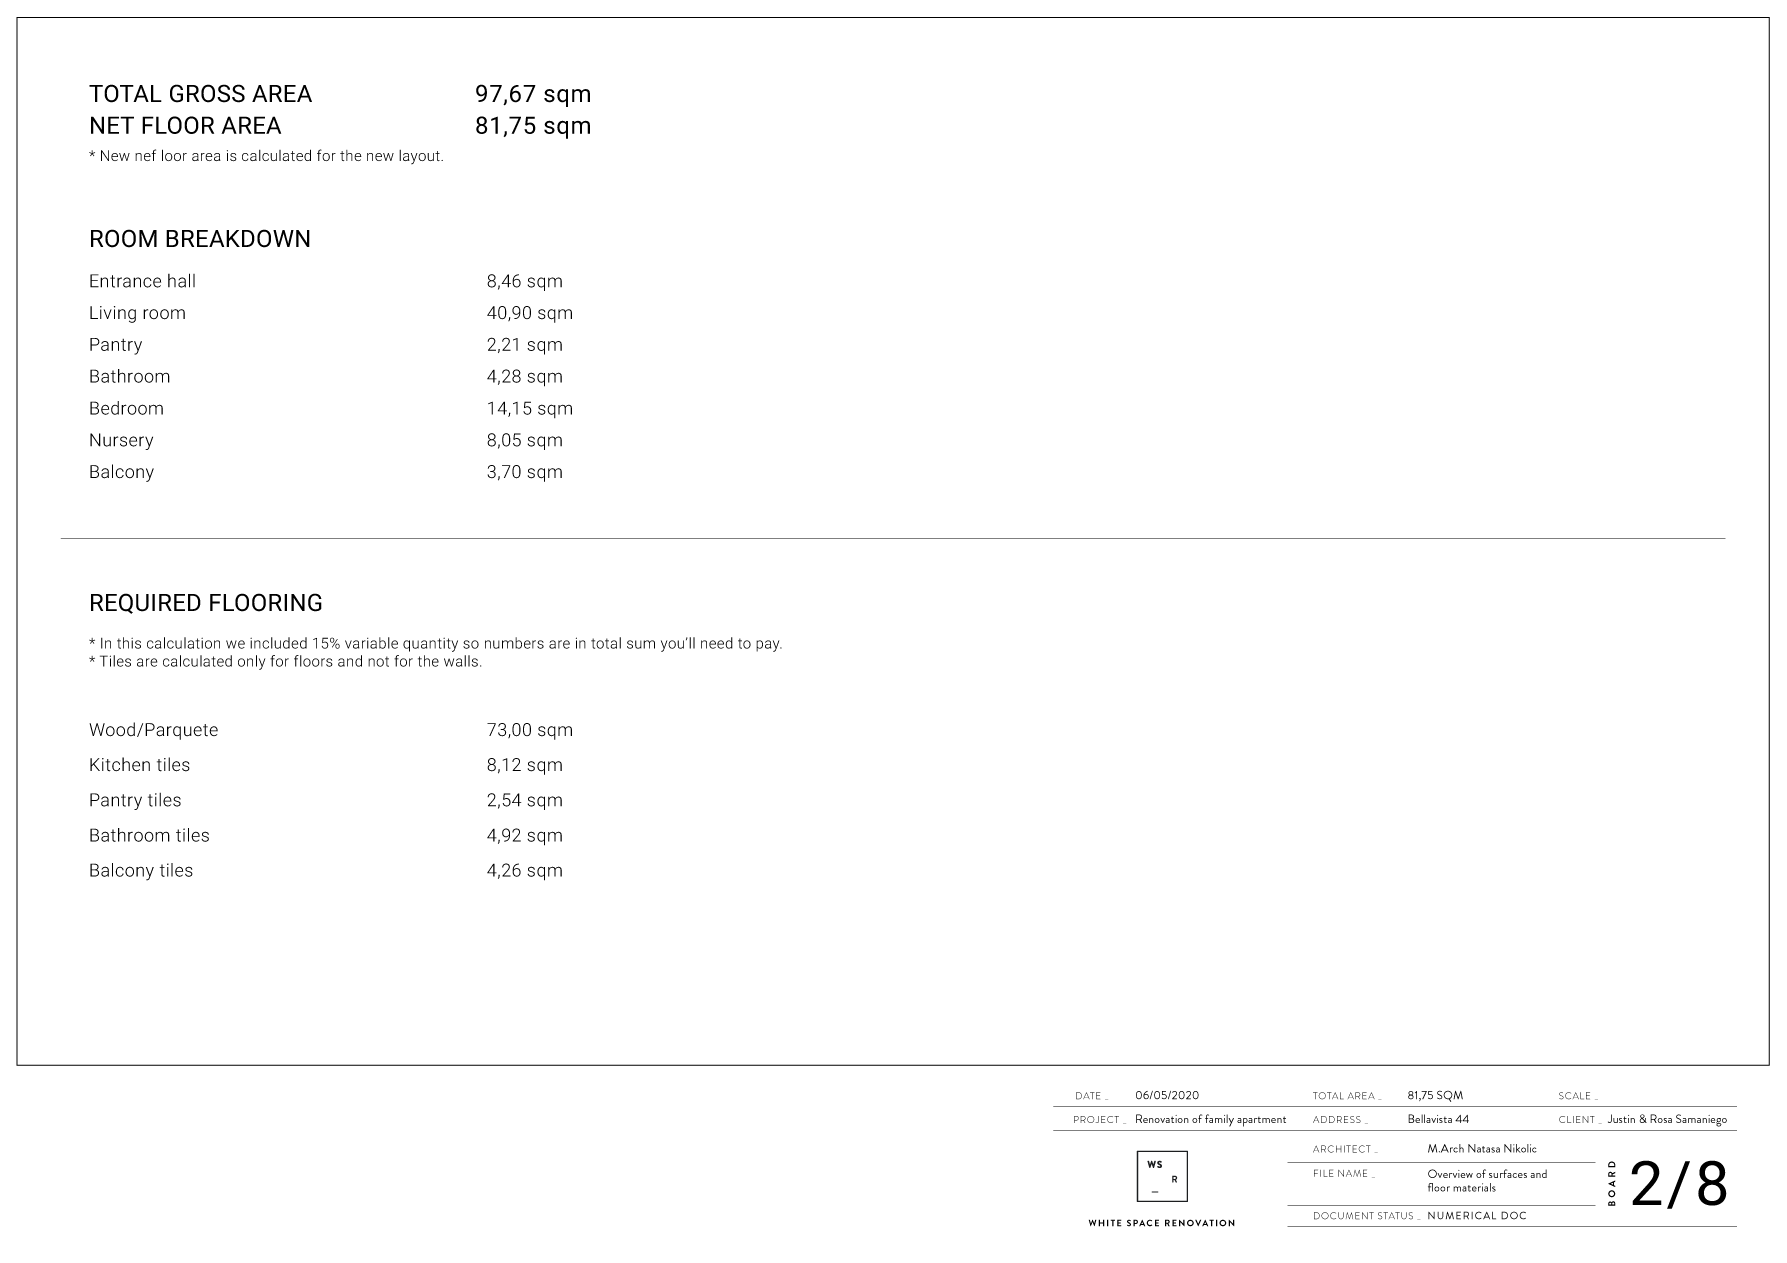 TOTAL GROSS AREA 97,67 sqm
NET FLOOR AREA 81,75 sqm
* New nef loor area is calculated for the new layout.
ROOM BREAKDOWN
Entrance hall 8,46 sqm
Living room 40,90 sqm
Pantry 2,21 sqm
Bathroom 4,28 sqm
Bedroom 14,15 sqm
Nursery 8,05 sqm
Balcony 3,70 sqm
REQUIRED FLOORING
* In this calculation we included 15% variable quantity so numbers are in total sum you'll need to pay.
* Tiles are calculated only for floors and not for the walls.
Wood/Parquete 73,00 sqm
Kitchen tiles 8,12 sqm
Pantry tiles 2,54 sqm
Bathroom tiles 4,92 sqm
Balcony tiles 4,26 sqm
DATE _ 06/05/2020 TOTAL AREA _ 81,75 SQM SCALE _
PROJECT _ Renovation of family apartment ADDRESS _ Bellavista 44 CLIENT _ Justin & Rosa Samaniego
ARCHITECT _ M.Arch Natasa Nikolic
FILE NAME _ Overview of surfaces and
floor materials
DOCUMENT STATUS _ NUMERICAL DOC
BOARD 2/8
WS
R
_
WHITE SPACE RENOVATION